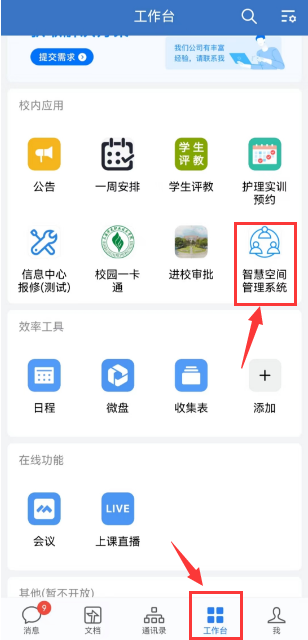 工作台
提交需求
我们公司有丰富
经验，请联系我
校内应用
公告
一周安排
学生
评教
学生评教
护理实训
预约
信息中心
报修(测试)
校园一卡
通
进校审批
智慧空间
管理系统
效率工具
日程
微盘
收集表
添加
在线功能
会议
LIVE
上课直播
其他(暂不开放)
9
消息
文档
通讯录
工作台
我